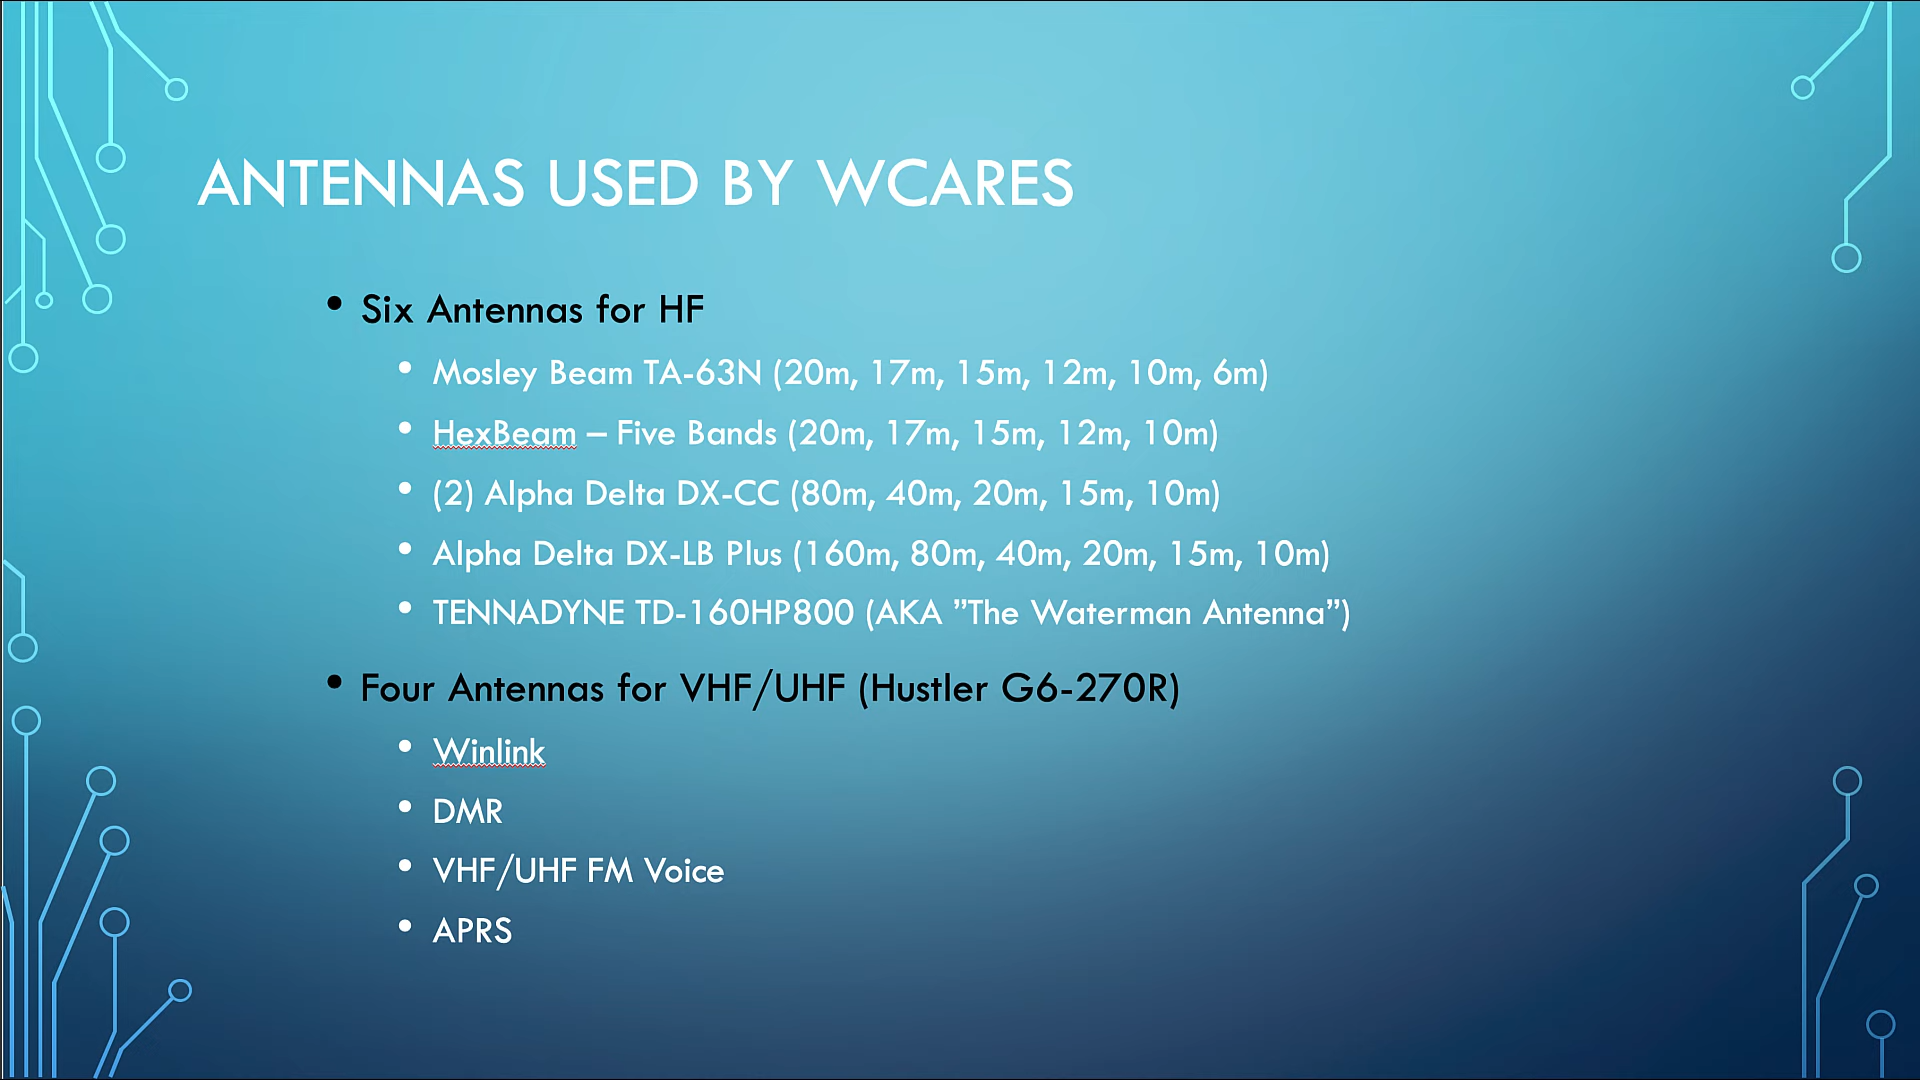 ANTENNAS USED BY WCARES
• Six Antennas for HF
• Mosley Beam TA-63N (20m, 17m, 15m, 12m, 10m, 6m)
• HexBeam – Five Bands (20m, 17m, 15m, 12m, 10m)
• (2) Alpha Delta DX-CC (80m, 40m, 20m, 15m, 10m)
• Alpha Delta DX-LB Plus (160m, 80m, 40m, 20m, 15m, 10m)
• TENNADYNE TD-160HP800 (AKA ”The Waterman Antenna”)
• Four Antennas for VHF/UHF (Hustler G6-270R)
• Winlink
• DMR
• VHF/UHF FM Voice
• APRS